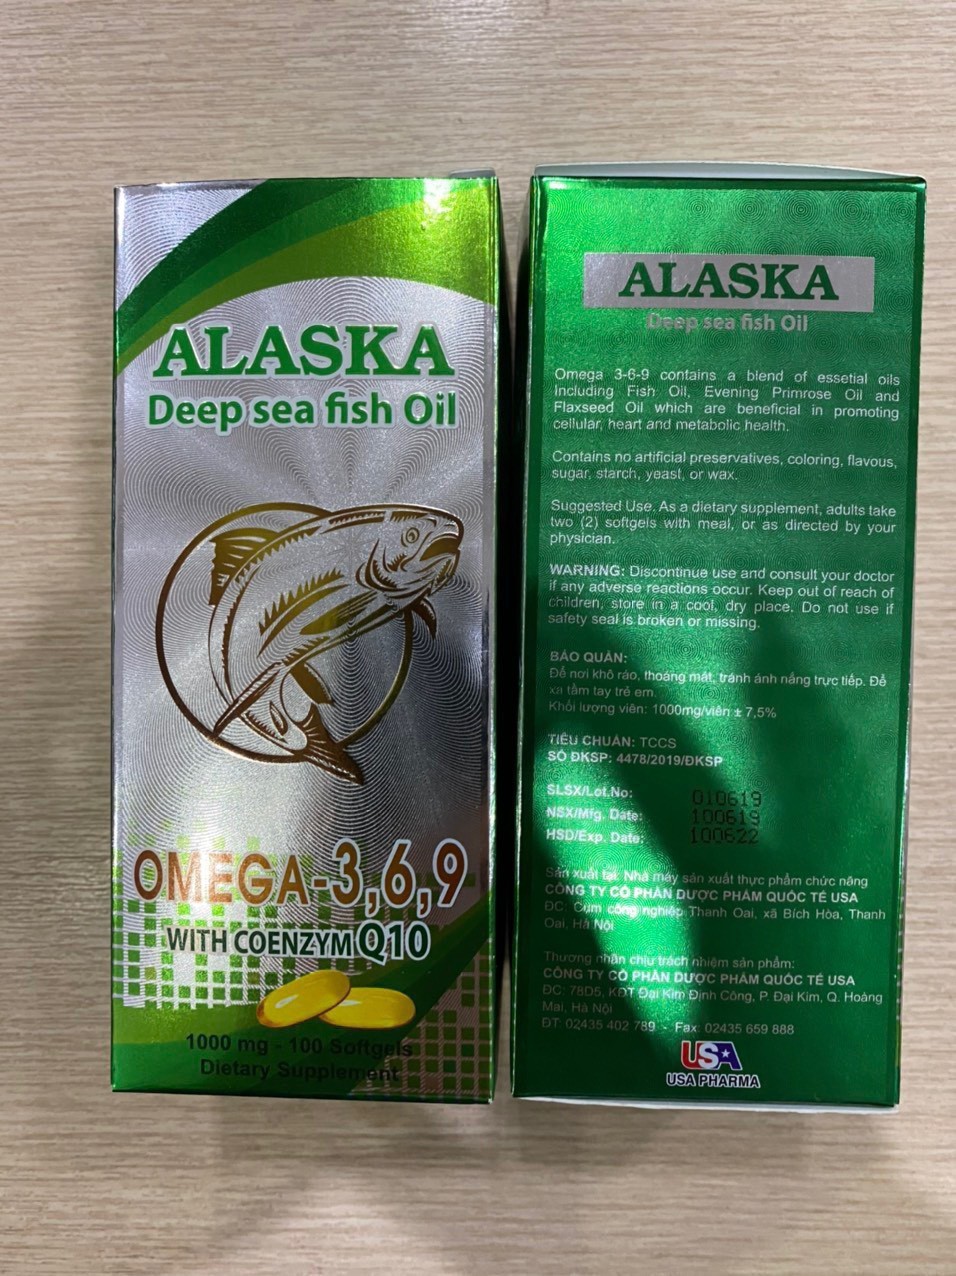 ALASKA
Deep sea fish Oil
OMEGA-3,6,9
WITH COENZYM Q10
1000 mg - 100 Softgels
Dietary Supplement
ALASKA
Deep sea fish Oil
Omega 3-6-9 contains a blend of essetial oils
Including Fish Oil, Evening Primrose Oil and
Flaxseed Oil which are beneficial in promoting
cellular, heart and metabolic health.
Contains no artificial preservatives, coloring, flavous,
sugar, starch, yeast, or wax.
Suggested Use. As a dietary supplement, adults take
two (2) softgels with meal, or as directed by your
physician.
WARNING: Discontinue use and consult your doctor
if any adverse reactions occur. Keep out of reach of
children, store in a cool, dry place. Do not use if
safety seal is broken or missing.
BẢO QUẢN:
Để nơi khô ráo, thoáng mát, tránh ánh nắng trực tiếp. Để
xa tầm tay trẻ em.
Khối lượng viên: 1000mg/viên ± 7,5%
TIÊU CHUẨN: TCCS
SỐ ĐKSP: 4478/2019/ĐKSP
SLSX/Lot.No: 010619
NSX/Mfg. Date: 100619
HSD/Exp. Date: 100622
Sản xuất tại: Nhà máy sản xuất thực phẩm chức năng
CÔNG TY CỔ PHẦN DƯỢC PHẨM QUỐC TẾ USA
ĐC: Cụm công nghiệp Thanh Oai, xã Bích Hòa, Thanh
Oai, Hà Nội
Thương nhân chịu trách nhiệm sản phẩm:
CÔNG TY CỔ PHẦN DƯỢC PHẨM QUỐC TẾ USA
ĐC: 78D5, KĐT Đại Kim Định Công, P. Đại Kim, Q. Hoàng
Mai, Hà Nội
ĐT: 02435 402 789 - Fax: 02435 659 888
USA
USA PHARMA